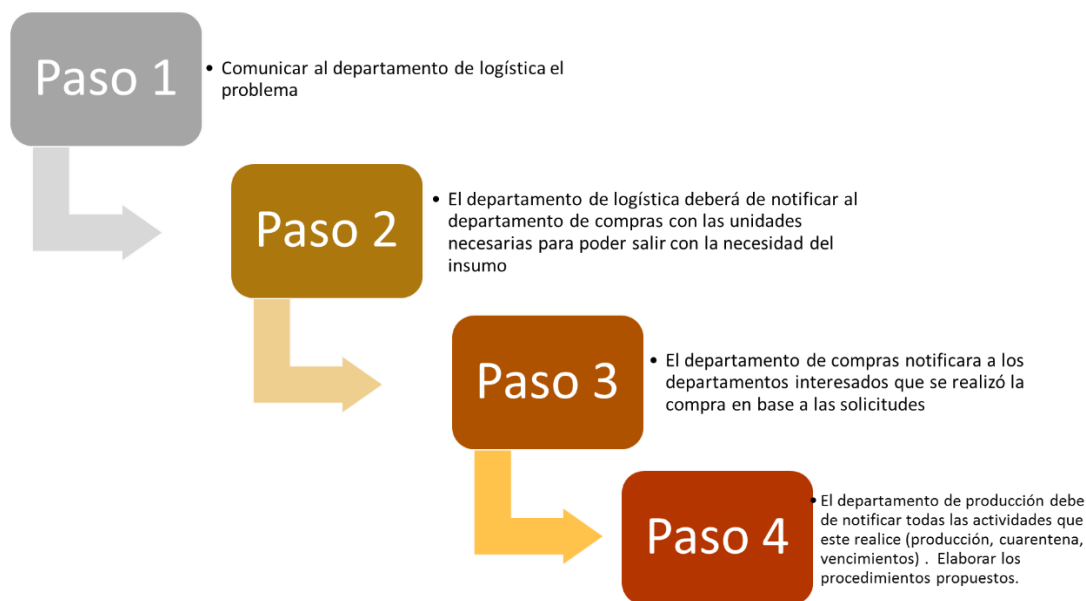 Paso 1
• Comunicar al departamento de logística el
problema
Paso 2
• El departamento de logística deberá de notificar al
departamento de compras con las unidades
necesarias para poder salir con la necesidad del
insumo
Paso 3
• El departamento de compras notificara a los
departamentos interesados que se realizó la
compra en base a las solicitudes
Paso 4
• El departamento de producción debe
de notificar todas las actividades que
este realice (producción, cuarentena,
vencimientos) . Elaborar los
procedimientos propuestos.